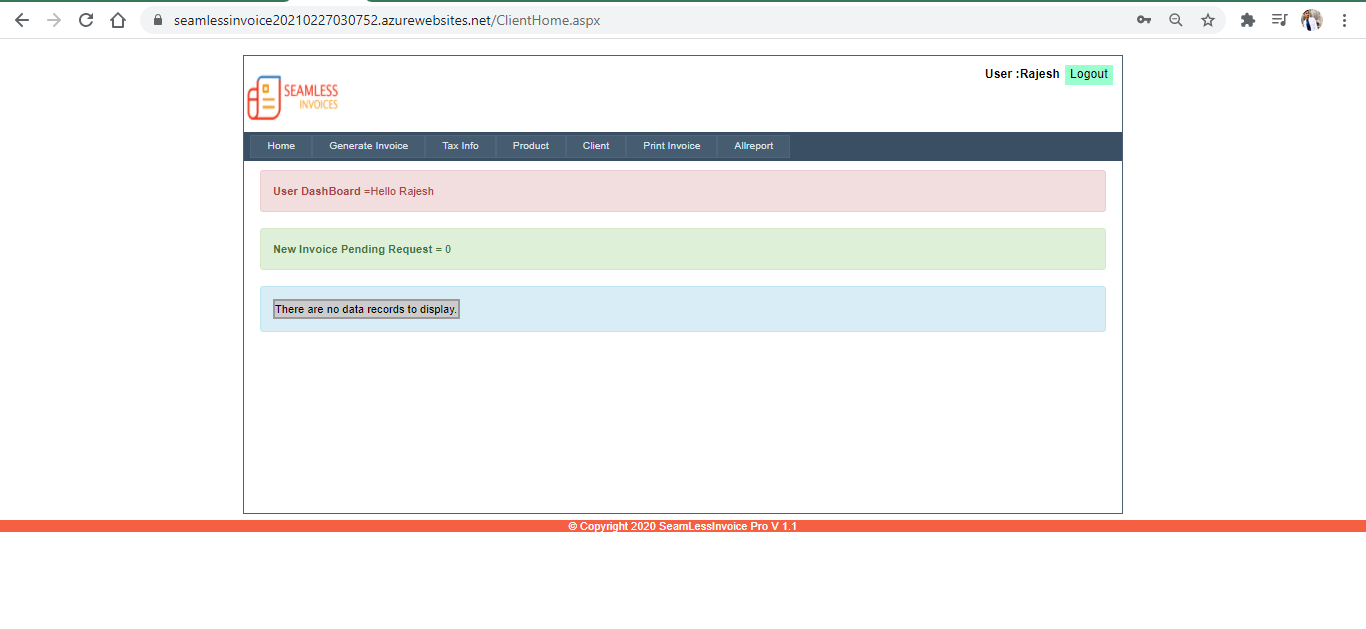 seamlessinvoice20210227030752.azurewebsites.net/ClientHome.aspx
User :Rajesh Logout
SEAMLESS
INVOICES
Home Generate Invoice Tax Info Product Client Print Invoice Allreport
User DashBoard =Hello Rajesh
New Invoice Pending Request = 0
There are no data records to display.
© Copyright 2020 SeamLessInvoice Pro V 1.1